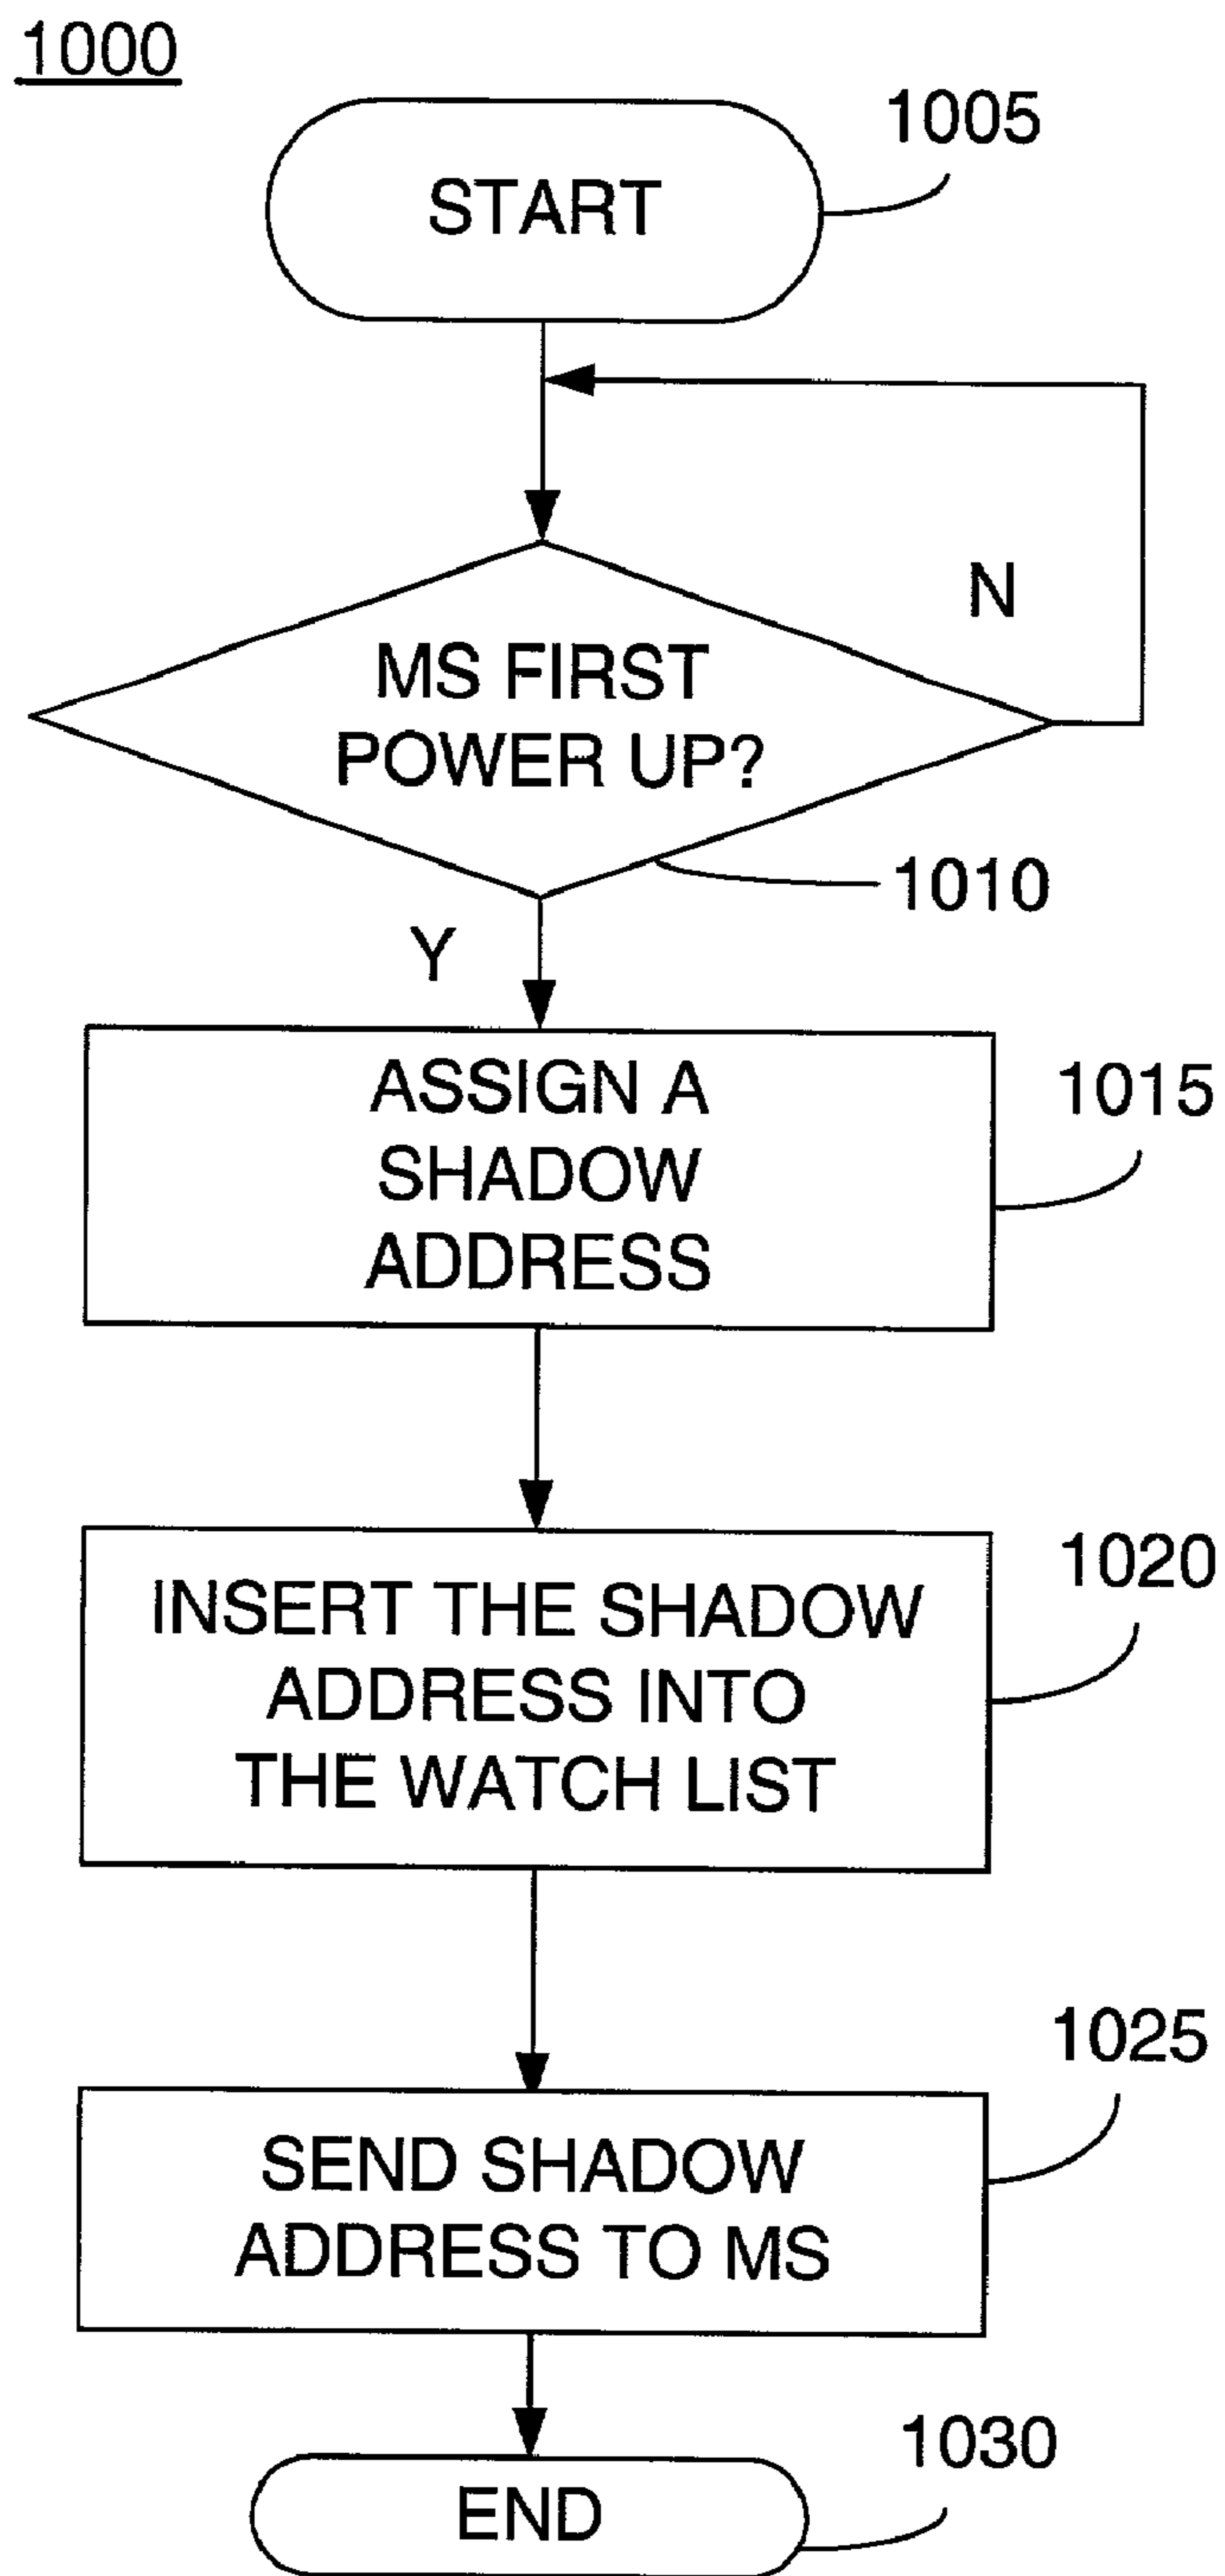 1000
1005
START
N
MS FIRST
POWER UP?
1010
Y
ASSIGN A
SHADOW
ADDRESS
1015
INSERT THE SHADOW
ADDRESS INTO
THE WATCH LIST
1020
SEND SHADOW
ADDRESS TO MS
1025
END
1030